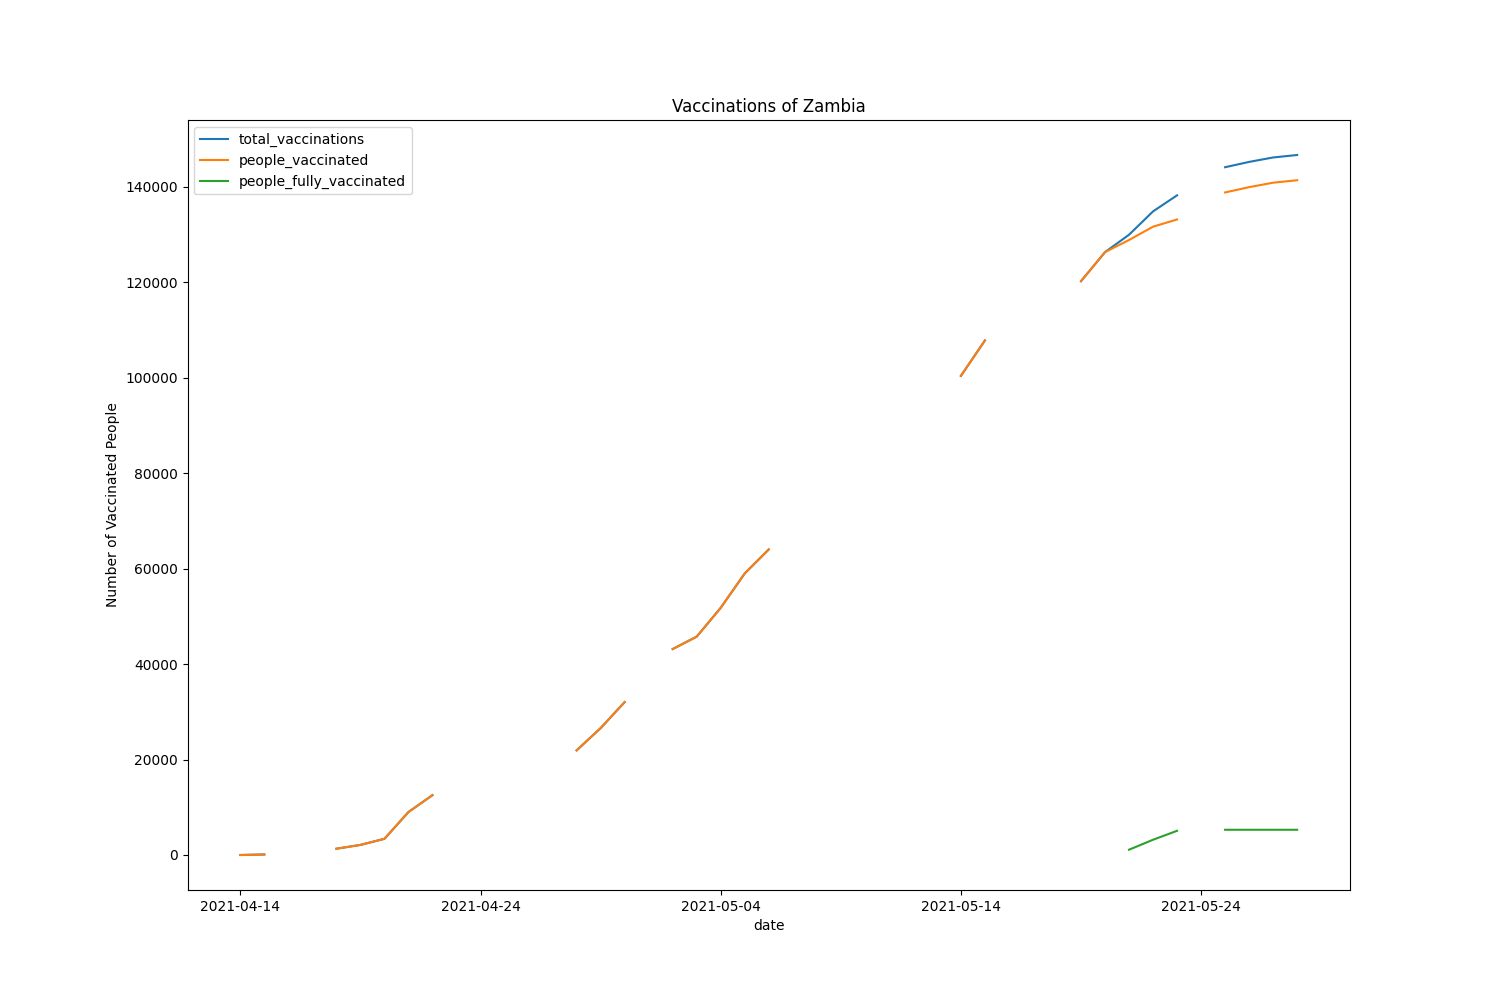 Vaccinations of Zambia
total_vaccinations
people_vaccinated
people_fully_vaccinated
Number of Vaccinated People
140000
120000
100000
80000
60000
40000
20000
0
2021-04-14
2021-04-24
2021-05-04
2021-05-14
2021-05-24
date